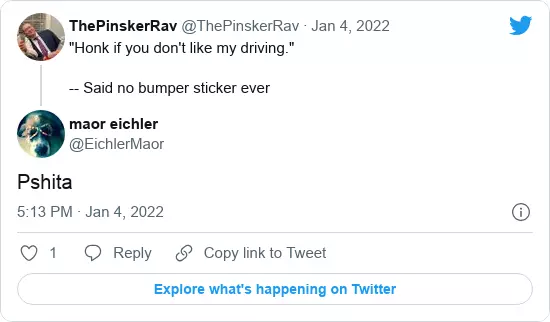 ThePinskerRav @ThePinskerRav · Jan 4, 2022
"Honk if you don't like my driving."
-- Said no bumper sticker ever
maor eichler
@EichlerMaor
Pshita
5:13 PM · Jan 4, 2022
1 Reply Copy link to Tweet
Explore what's happening on Twitter